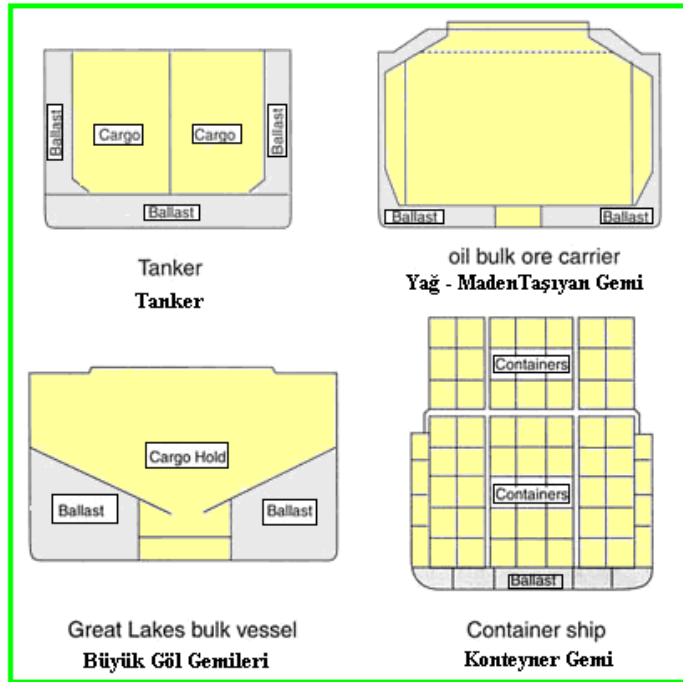 Ballast
Cargo
Cargo
Ballast
Ballast
Tanker
Tanker
Ballast
Ballast
oil bulk ore carrier
Yağ - MadenTaşıyan Gemi
Cargo Hold
Ballast
Ballast
Great Lakes bulk vessel
Büyük Göl Gemileri
Containers
Containers
Ballast
Container ship
Konteyner Gemi